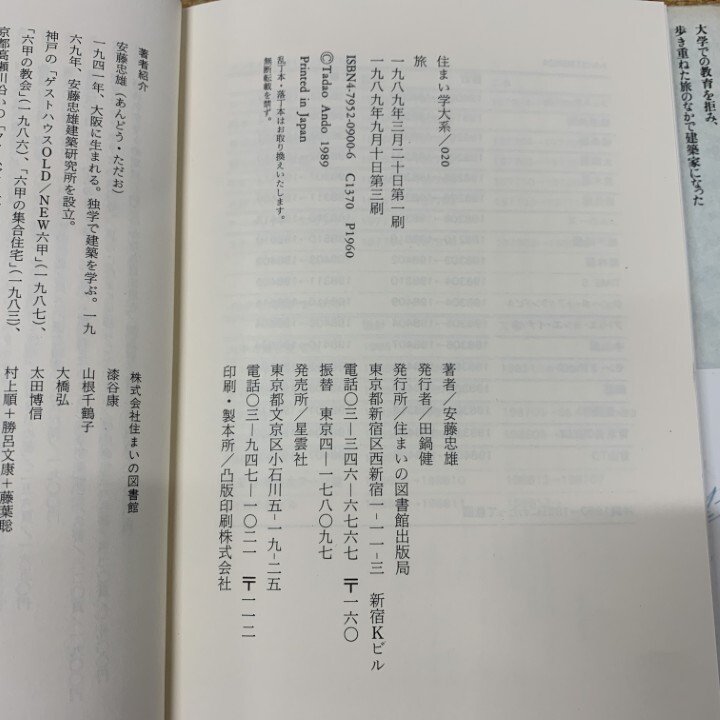 大学での教育を拒み、
歩き重ねた旅のなかで建築家になった
住まい学大系／020
旅
一九八九年三月二十日第一刷
一九八九年九月十日第三刷
ISBN4-7952-0900-6　C1370　P1960
©Tadao Ando 1989
Printed in Japan
乱丁本・落丁本はお取り換えいたします。
無断転載を禁ず。
著者／安藤忠雄
発行者／田鍋健
発行所／住まいの図書館出版局
東京都新宿区西新宿一-一一-三　新宿Kビル
電話〇三―三四六―六七六七　〒一六〇
振替　東京四―一七八〇九七
発売所／星雲社
東京都文京区小石川五-一九-二五
電話〇三―九四七―一〇二一　〒一一二
印刷・製本所／凸版印刷株式会社
著者紹介
安藤忠雄（あんどう・ただお）
一九四一年、大阪に生まれる。独学で建築を学ぶ。一九
六九年、安藤忠雄建築研究所を設立。
神戸の「ゲストハウスOLD／NEW六甲」（一九八七）、
「六甲の教会」（一九八六）、「六甲の集合住宅」（一九八三）、
京都高瀬川沿いの
株式会社住まいの図書館
漆谷康
山根千鶴子
大橋弘
太田博信
村上順＋勝呂文康＋藤葉聡